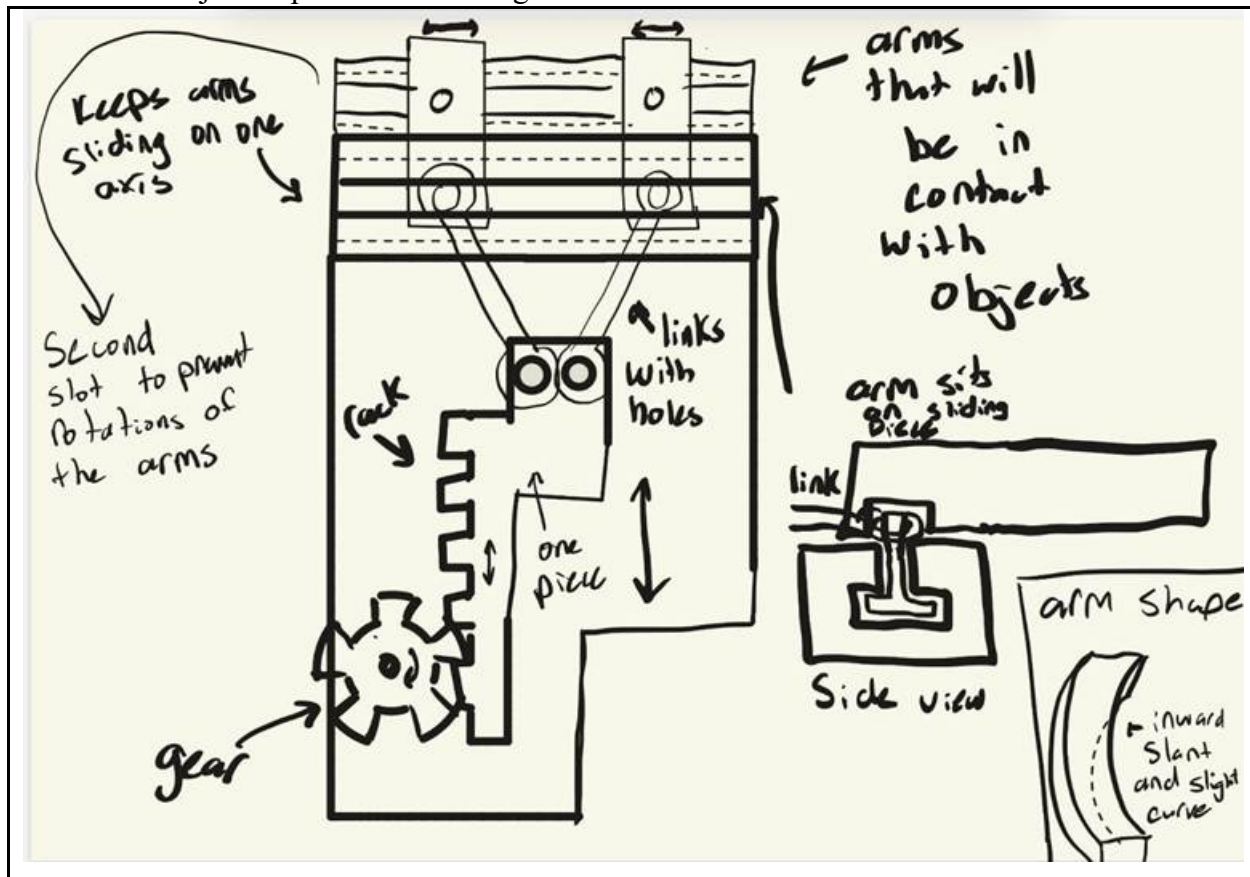 Keeps arms
sliding on one
axis
arms
that will
be in
contact
with
objects
Second
slot to prevent
rotations of
the arms
rack
links
with
holes
one
piece
gear
arm sits
on sliding
piece
link
Side view
arm shape
inward
slant
and slight
curve